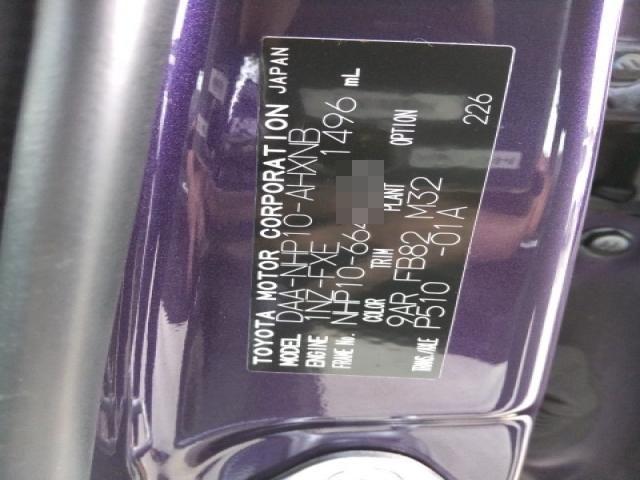 TOYOTA MOTOR CORPORATION JAPAN
MODEL DAA-NHP10-AHXNB
ENGINE 1NZ-FXE 1496 mL
FRAME No. NHP10-664
COLOR TRIM PLANT OPTION
9AR FB82 M32 226
TRANS./AXLE P510 -01A